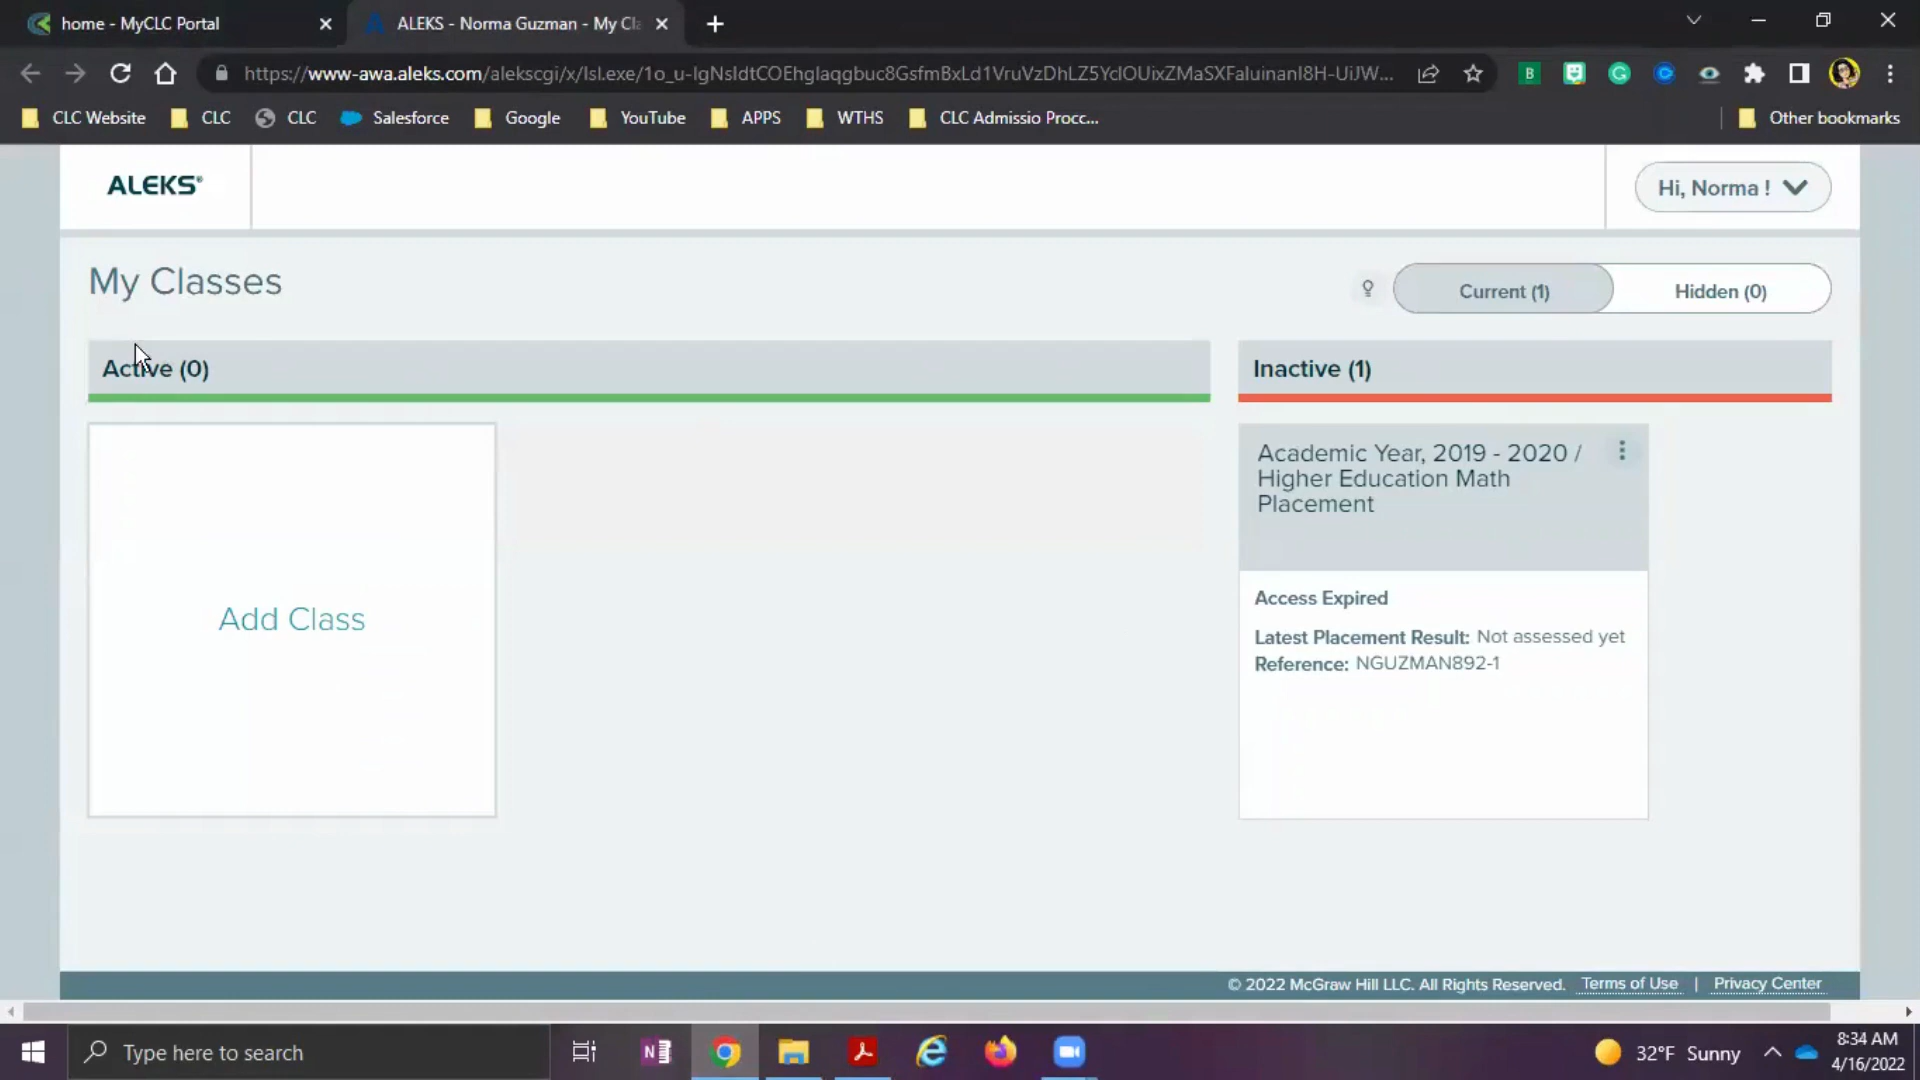 home - MyCLC Portal
ALEKS - Norma Guzman - My Cla
https://www-awa.aleks.com/alekscgi/x/Isl.exe/
CLC Website
CLC
CLC
Salesforce
Google
YouTube
APPS
WTHS
CLC Admissio Procc...
Other bookmarks
ALEKS®
Hi, Norma !
My Classes
Current (1)
Hidden (0)
Active (0)
Inactive (1)
Add Class
Academic Year, 2019 - 2020 /
Higher Education Math
Placement
Access Expired
Latest Placement Result: Not assessed yet
Reference: NGUZMAN892-1
© 2022 McGraw Hill LLC. All Rights Reserved. Terms of Use | Privacy Center
Type here to search
32°F Sunny
8:34 AM
4/16/2022